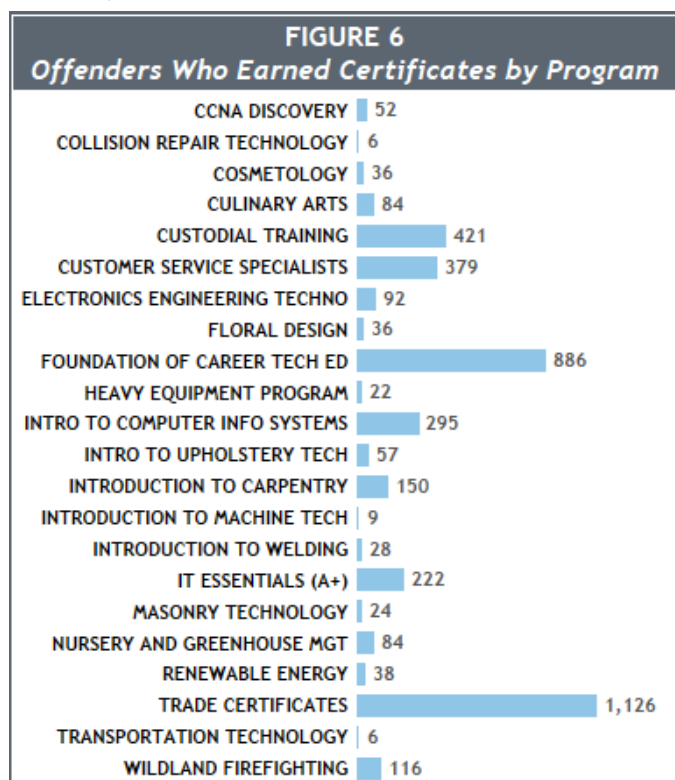 FIGURE 6
Offenders Who Earned Certificates by Program
CCNA DISCOVERY 52
COLLISION REPAIR TECHNOLOGY 6
COSMETOLOGY 36
CULINARY ARTS 84
CUSTODIAL TRAINING 421
CUSTOMER SERVICE SPECIALISTS 379
ELECTRONICS ENGINEERING TECHNO 92
FLORAL DESIGN 36
FOUNDATION OF CAREER TECH ED 886
HEAVY EQUIPMENT PROGRAM 22
INTRO TO COMPUTER INFO SYSTEMS 295
INTRO TO UPHOLSTERY TECH 57
INTRODUCTION TO CARPENTRY 150
INTRODUCTION TO MACHINE TECH 9
INTRODUCTION TO WELDING 28
IT ESSENTIALS (A+) 222
MASONRY TECHNOLOGY 24
NURSERY AND GREENHOUSE MGT 84
RENEWABLE ENERGY 38
TRADE CERTIFICATES 1,126
TRANSPORTATION TECHNOLOGY 6
WILDLAND FIREFIGHTING 116